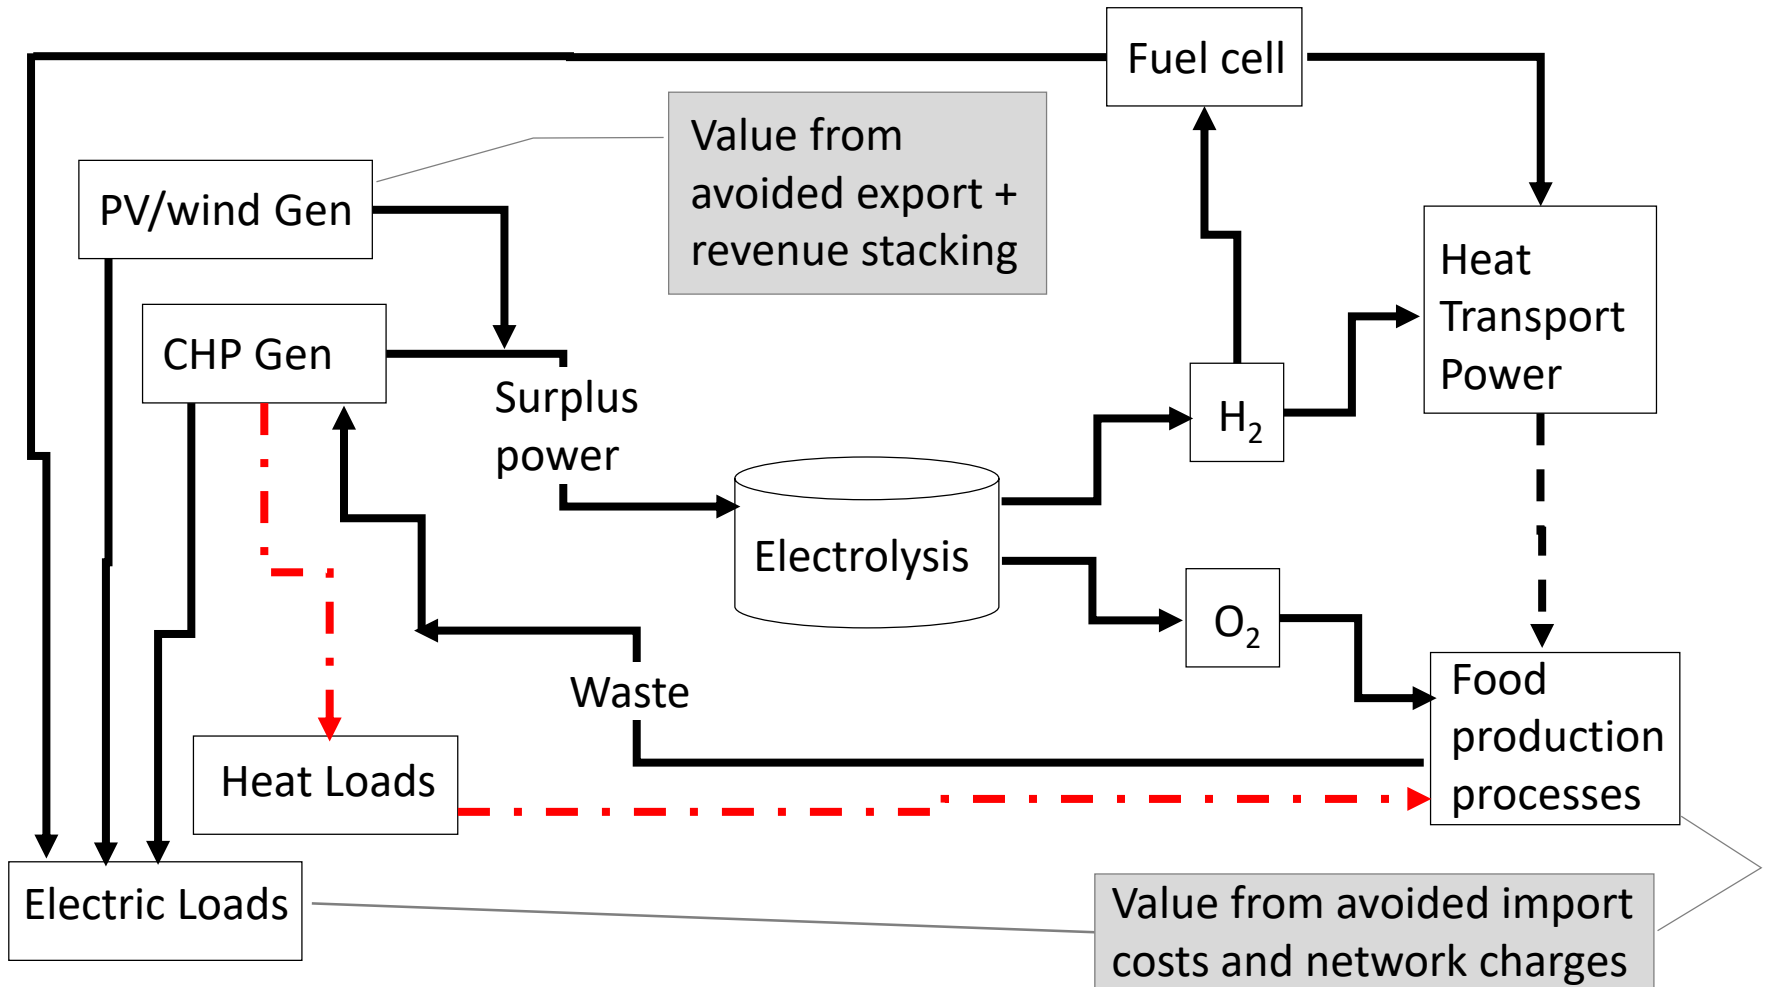 Fuel cell
Value from
avoided export +
revenue stacking
PV/wind Gen
CHP Gen
Heat
Transport
Power
Surplus
power
H₂
Electrolysis
O₂
Waste
Food
production
processes
Heat Loads
Electric Loads
Value from avoided import
costs and network charges